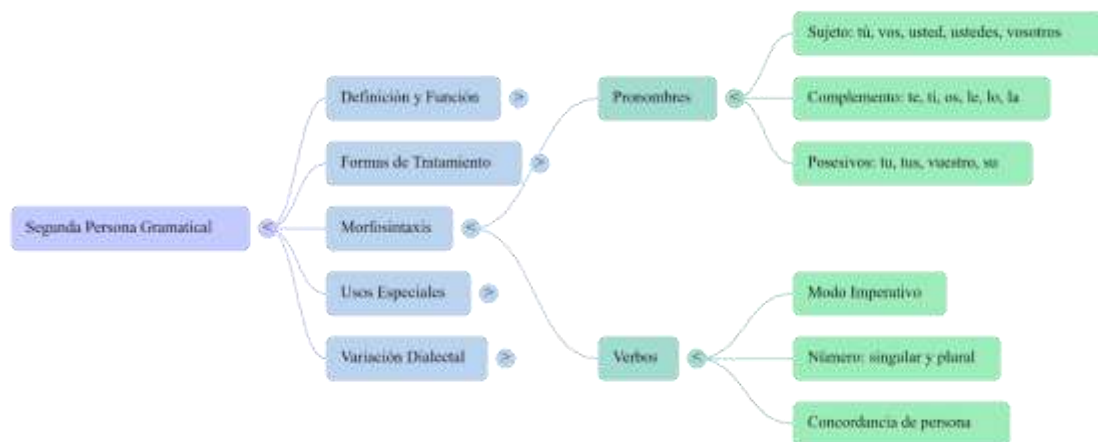 Segunda Persona Gramatical
Definición y Función
Formas de Tratamiento
Morfosintaxis
Usos Especiales
Variación Dialectal
Pronombres
Sujeto: tú, vos, usted, ustedes, vosotros
Complemento: te, ti, os, le, lo, la
Posesivos: tu, tus, vuestro, su
Verbos
Modo Imperativo
Número: singular y plural
Concordancia de persona